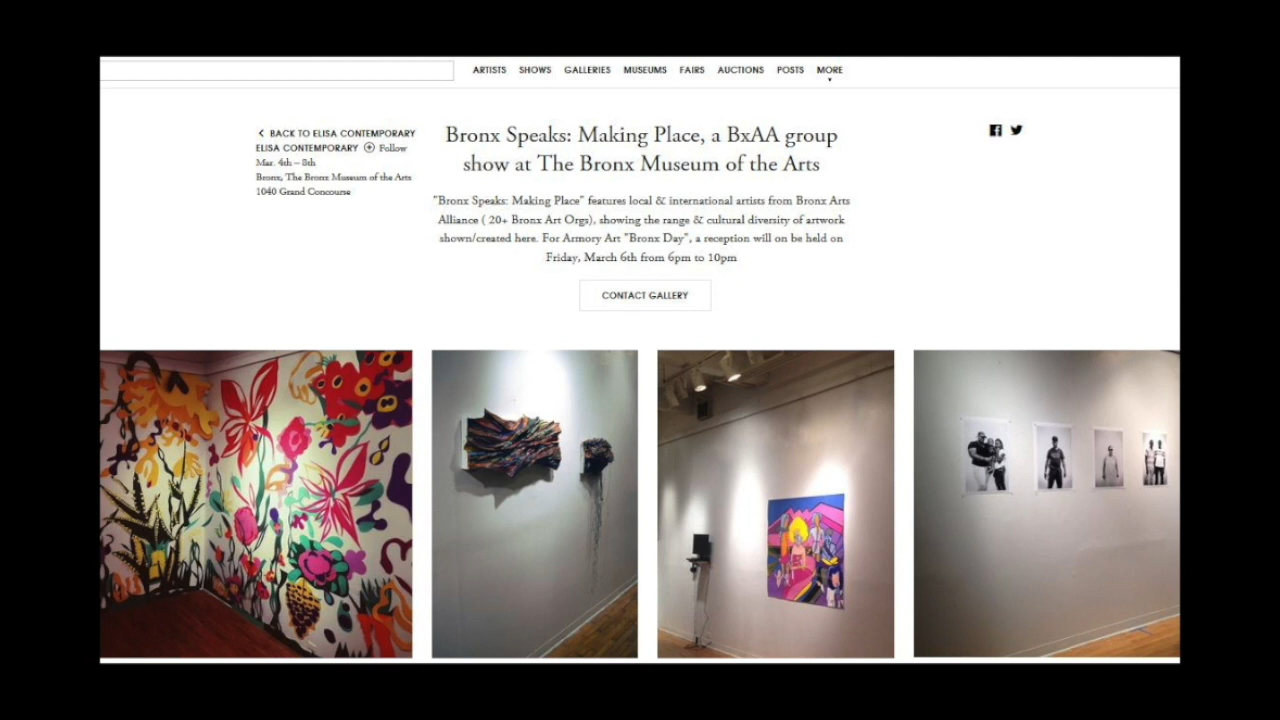 ARTISTS SHOWS GALLERIES MUSEUMS FAIRS AUCTIONS POSTS MORE
BACK TO ELISA CONTEMPORARY
ELISA CONTEMPORARY Follow
Mar. 4th – 8th
Bronx, The Bronx Museum of the Arts
1040 Grand Concourse
Bronx Speaks: Making Place, a BxAA group
show at The Bronx Museum of the Arts
"Bronx Speaks: Making Place" features local & international artists from Bronx Arts
Alliance ( 20+ Bronx Art Orgs), showing the range & cultural diversity of artwork
shown/created here. For Armory Art "Bronx Day", a reception will on be held on
Friday, March 6th from 6pm to 10pm
CONTACT GALLERY